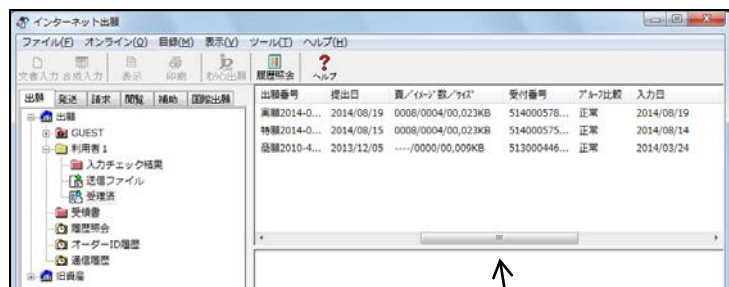 インターネット出願
ファイル(F) オンライン(O) 目録(M) 表示(V) ツール(T) ヘルプ(H)
文書入力 合成入力 表示 印刷 わかち出願 履歴照会 ヘルプ
出願 発送 請求 閲覧 補助 国際出願
出願
GUEST
利用者1
入力チェック結果
送信ファイル
受理済
受領書
履歴照会
オーダーID履歴
通信履歴
旧資産
出願番号 提出日 頁/イメージ数/サイズ 受付番号 プルーフ比較 入力日
実願2014-0... 2014/08/19 0008/0004/00,023KB 514000578... 正常 2014/08/19
特願2014-0... 2014/08/15 0008/0004/00,023KB 514000575... 正常 2014/08/14
意願2010-4... 2013/12/05 ----/0000/00,009KB 513000446... 正常 2014/03/24